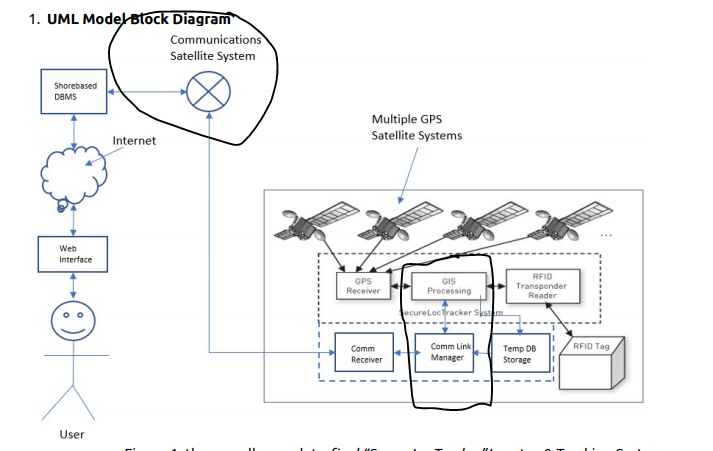 1. UML Model Block Diagram
Communications
Satellite System
Shorebased
DBMS
Internet
Multiple GPS
Satellite Systems
...
Web
Interface
GPS
Receiver
GIS
Processing
RFID
Transponder
Reader
SecureLocTracker System
Comm
Receiver
Comm Link
Manager
Temp DB
Storage
RFID Tag
User